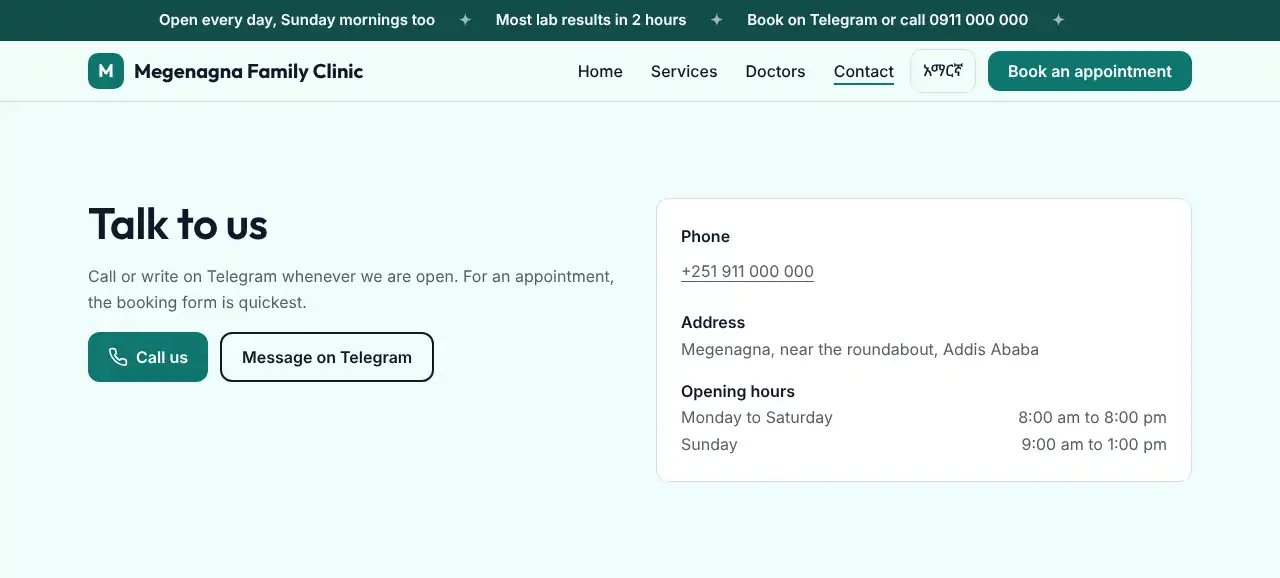 Open every day, Sunday mornings too ✦ Most lab results in 2 hours ✦ Book on Telegram or call 0911 000 000 ✦
M Megenagna Family Clinic Home Services Doctors Contact አማርኛ Book an appointment
Talk to us
Call or write on Telegram whenever we are open. For an appointment,
the booking form is quickest.
Call us Message on Telegram
Phone
+251 911 000 000
Address
Megenagna, near the roundabout, Addis Ababa
Opening hours
Monday to Saturday 8:00 am to 8:00 pm
Sunday 9:00 am to 1:00 pm